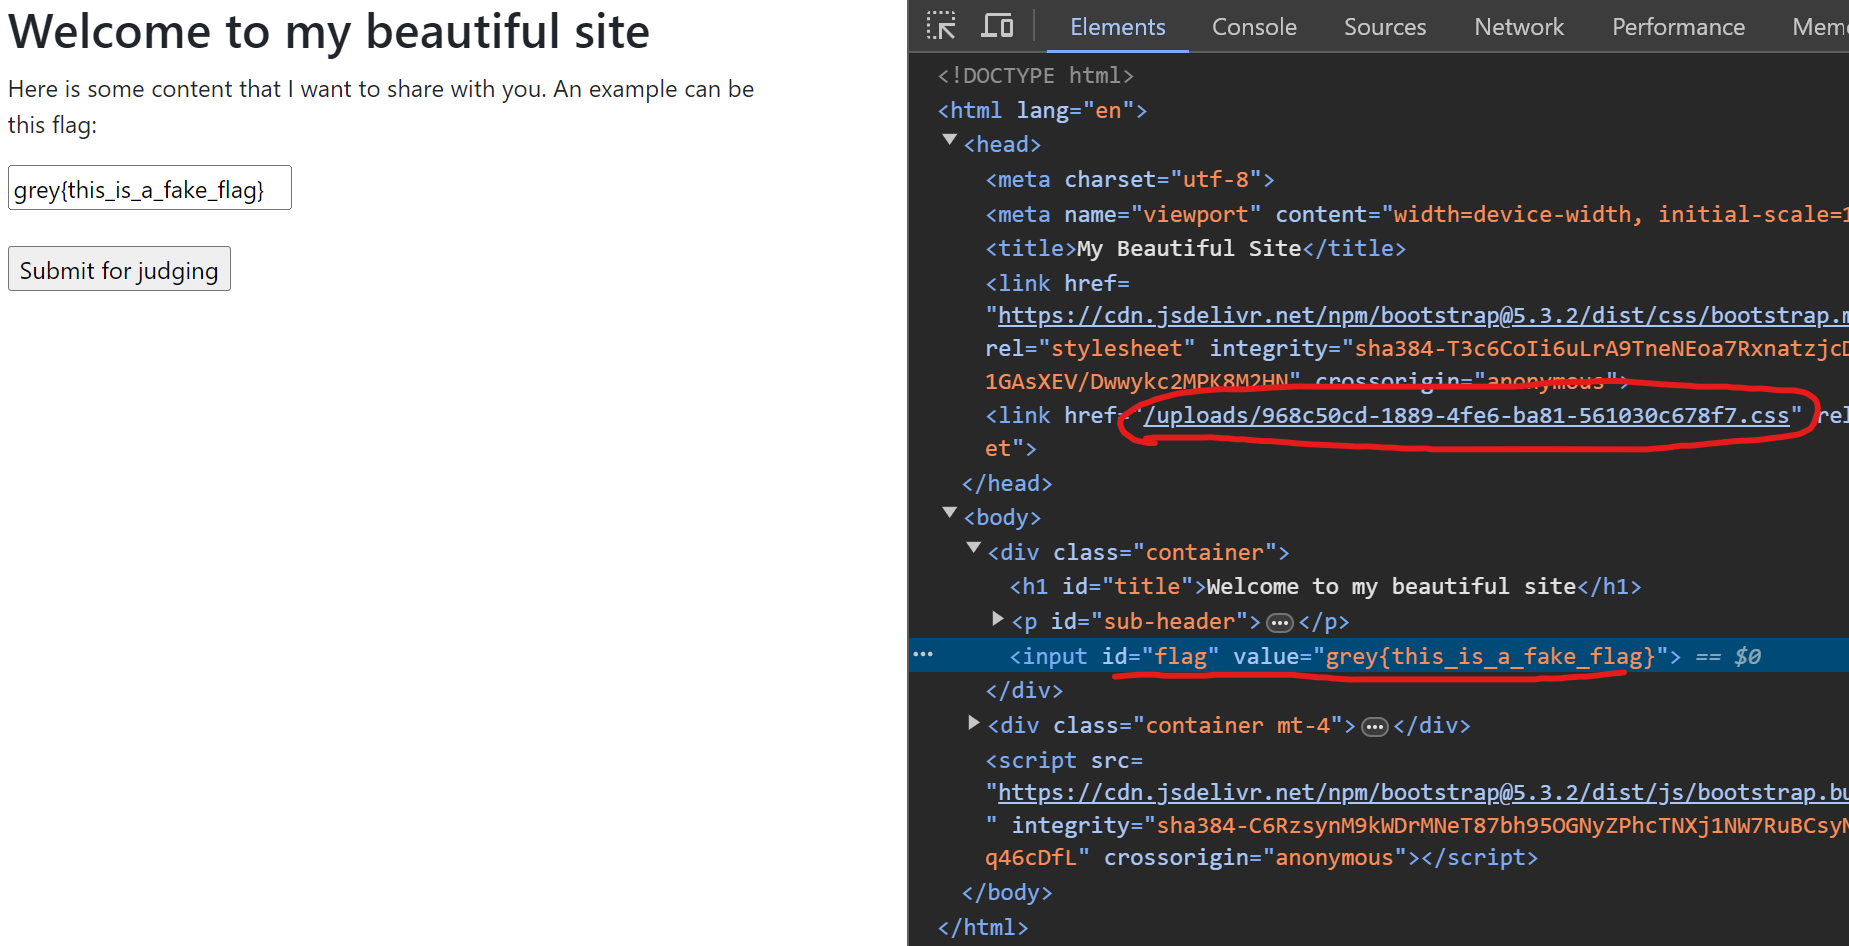 Welcome to my beautiful site
Here is some content that I want to share with you. An example can be
this flag:
grey{this_is_a_fake_flag}
Submit for judging
Elements Console Sources Network Performance
<!DOCTYPE html>
<html lang="en">
<head>
<meta charset="utf-8">
<meta name="viewport" content="width=device-width, initial-scale=1
<title>My Beautiful Site</title>
<link href=
"https://cdn.jsdelivr.net/npm/bootstrap@5.3.2/dist/css/bootstrap.m
rel="stylesheet" integrity="sha384-T3c6CoIi6uLrA9TneNEoa7RxnatzjcD
1GAsXEV/Dwwykc2MPK8M2HN" crossorigin="anonymous">
<link href="/uploads/968c50cd-1889-4fe6-ba81-561030c678f7.css" rel
et">
</head>
<body>
<div class="container">
<h1 id="title">Welcome to my beautiful site</h1>
<p id="sub-header">…</p>
… <input id="flag" value="grey{this_is_a_fake_flag}"> == $0
</div>
<div class="container mt-4">…</div>
<script src=
"https://cdn.jsdelivr.net/npm/bootstrap@5.3.2/dist/js/bootstrap.bu
" integrity="sha384-C6RzsynM9kWDrMNeT87bh95OGNyZPhcTNXj1NW7RuBCsyN
q46cDfL" crossorigin="anonymous"></script>
</body>
</html>